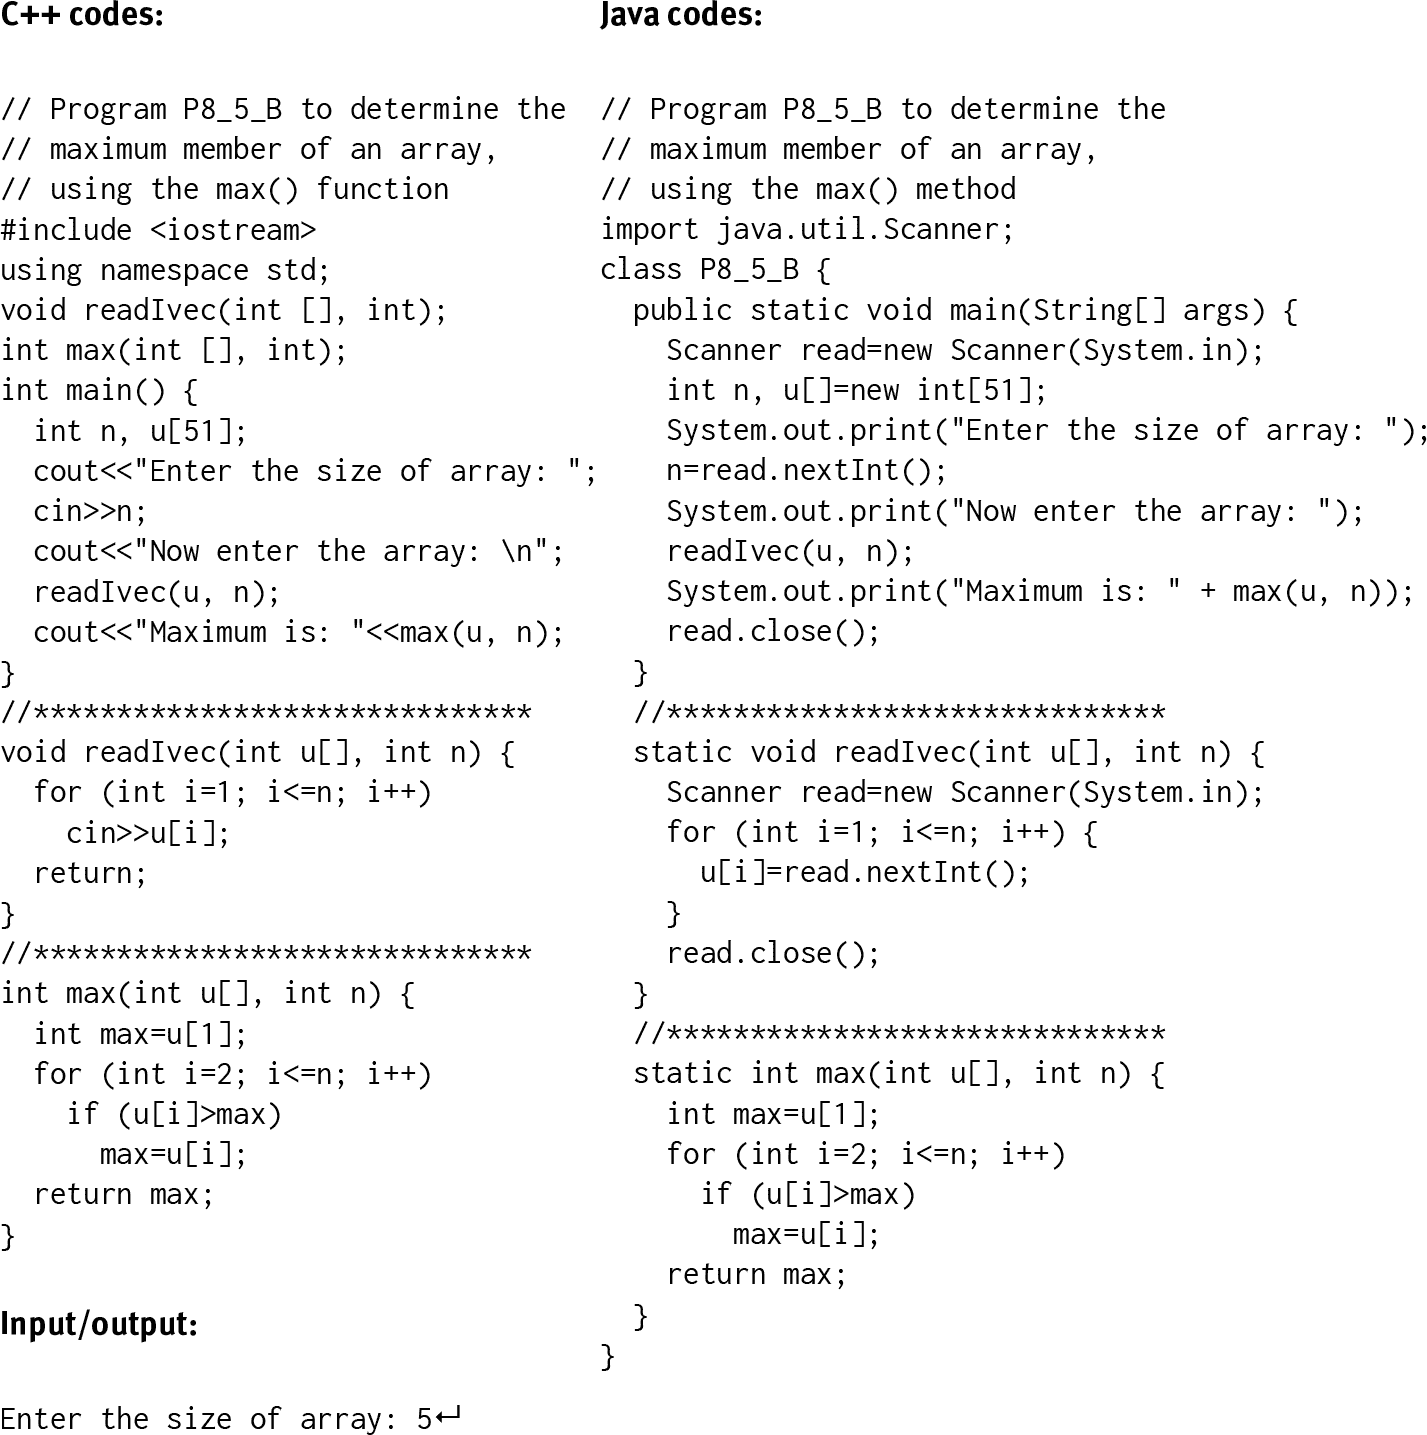 C++ codes:
// Program P8_5_B to determine the
// maximum member of an array,
// using the max() function
#include <iostream>
using namespace std;
void readIvec(int [], int);
int max(int [], int);
int main() {
  int n, u[51];
  cout<<"Enter the size of array: ";
  cin>>n;
  cout<<"Now enter the array: \n";
  readIvec(u, n);
  cout<<"Maximum is: "<<max(u, n);
}
//******************************
void readIvec(int u[], int n) {
  for (int i=1; i<=n; i++)
    cin>>u[i];
  return;
}
//******************************
int max(int u[], int n) {
  int max=u[1];
  for (int i=2; i<=n; i++)
    if (u[i]>max)
      max=u[i];
  return max;
}
Input/output:
Enter the size of array: 5↵
Java codes:
// Program P8_5_B to determine the
// maximum member of an array,
// using the max() method
import java.util.Scanner;
class P8_5_B {
  public static void main(String[] args) {
    Scanner read=new Scanner(System.in);
    int n, u[]=new int[51];
    System.out.print("Enter the size of array: ");
    n=read.nextInt();
    System.out.print("Now enter the array: ");
    readIvec(u, n);
    System.out.print("Maximum is: " + max(u, n));
    read.close();
  }
  //******************************
  static void readIvec(int u[], int n) {
    Scanner read=new Scanner(System.in);
    for (int i=1; i<=n; i++) {
      u[i]=read.nextInt();
    }
    read.close();
  }
  //******************************
  static int max(int u[], int n) {
    int max=u[1];
    for (int i=2; i<=n; i++)
      if (u[i]>max)
        max=u[i];
    return max;
  }
}